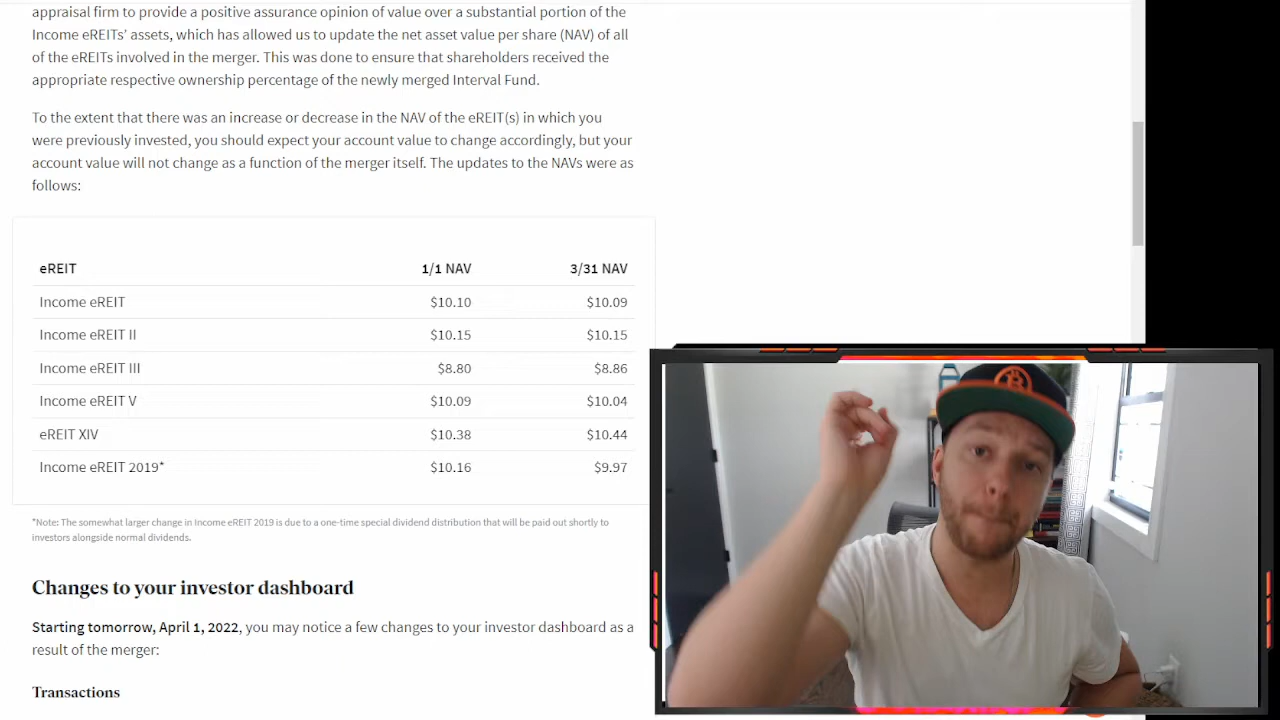 appraisal firm to provide a positive assurance opinion of value over a substantial portion of the
Income eREITs' assets, which has allowed us to update the net asset value per share (NAV) of all
of the eREITs involved in the merger. This was done to ensure that shareholders received the
appropriate respective ownership percentage of the newly merged Interval Fund.
To the extent that there was an increase or decrease in the NAV of the eREIT(s) in which you
were previously invested, you should expect your account value to change accordingly, but your
account value will not change as a function of the merger itself. The updates to the NAVs were as
follows:
eREIT 1/1 NAV 3/31 NAV
Income eREIT $10.10 $10.09
Income eREIT II $10.15 $10.15
Income eREIT III $8.80 $8.86
Income eREIT V $10.09 $10.04
eREIT XIV $10.38 $10.44
Income eREIT 2019* $10.16 $9.97
*Note: The somewhat larger change in Income eREIT 2019 is due to a one-time special dividend distribution that will be paid out shortly to
investors alongside normal dividends.
Changes to your investor dashboard
Starting tomorrow, April 1, 2022, you may notice a few changes to your investor dashboard as a
result of the merger:
Transactions